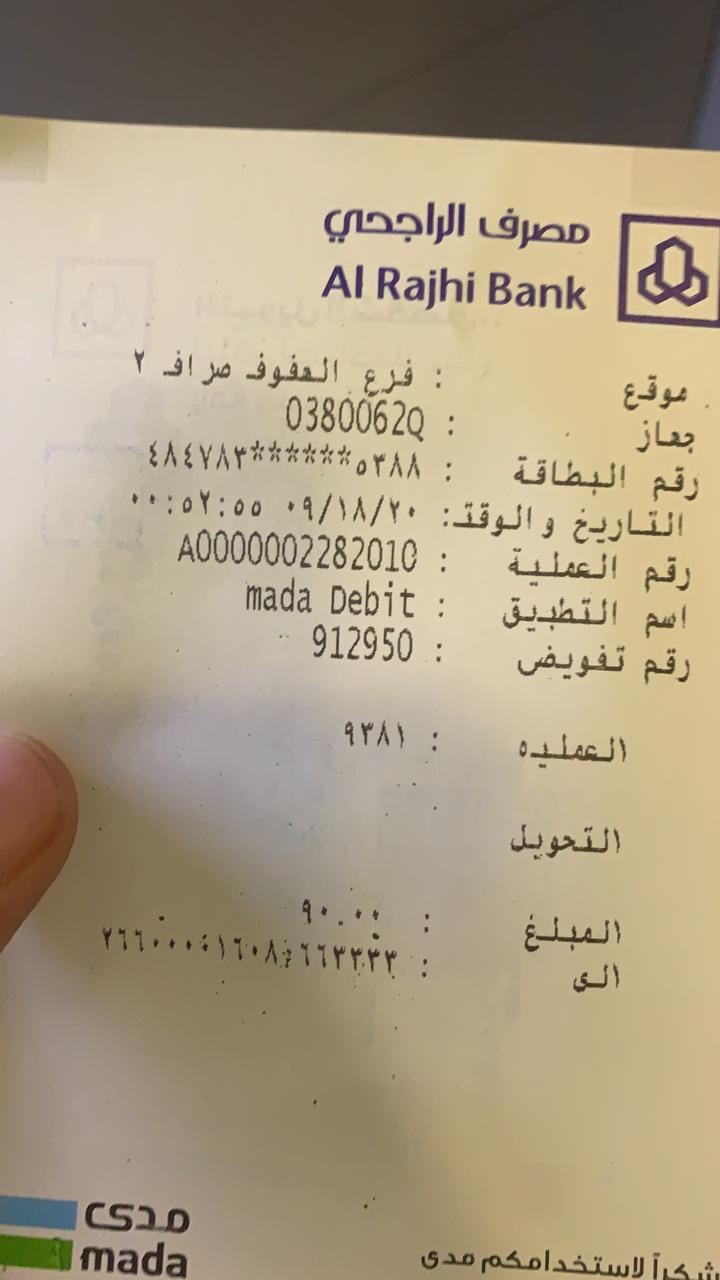 مصرف الراجحي
Al Rajhi Bank
موقع : فرع الهفوف صراف ٢
جهاز : 0380062Q
رقم البطاقة : ٤٨٤٧٨٣******٥٣٨٨
التاريخ والوقت: ٠٩/١٨/٢٠ ٠٠:٥٢:٥٥
رقم العملية : A0000002282010
اسم التطبيق : mada Debit
رقم تفويض : 912950
العمليه : ٩٣٨١
التحويل
المبلغ : ٩٠.٠٠
الى :
مدى
mada
شكراً لاستخدامكم مدى